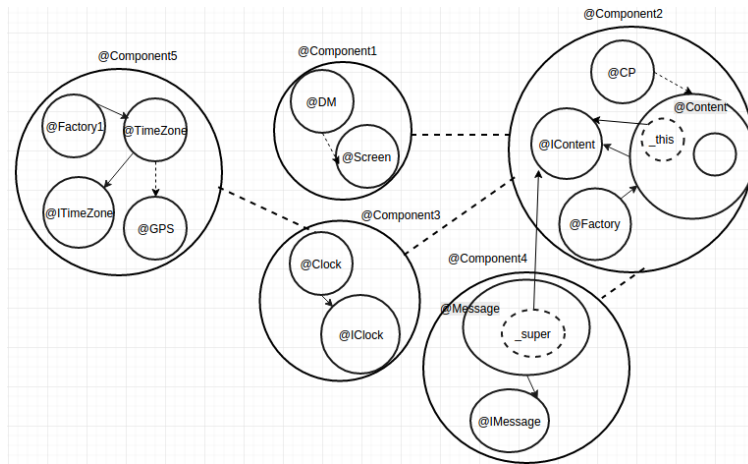 @Component5
@Factory1
@TimeZone
@ITimeZone
@GPS
@Component1
@DM
@Screen
@Component2
@CP
@Content
_this
@IContent
@Factory
@Component3
@Clock
@IClock
@Component4
@Message
_super
@IMessage